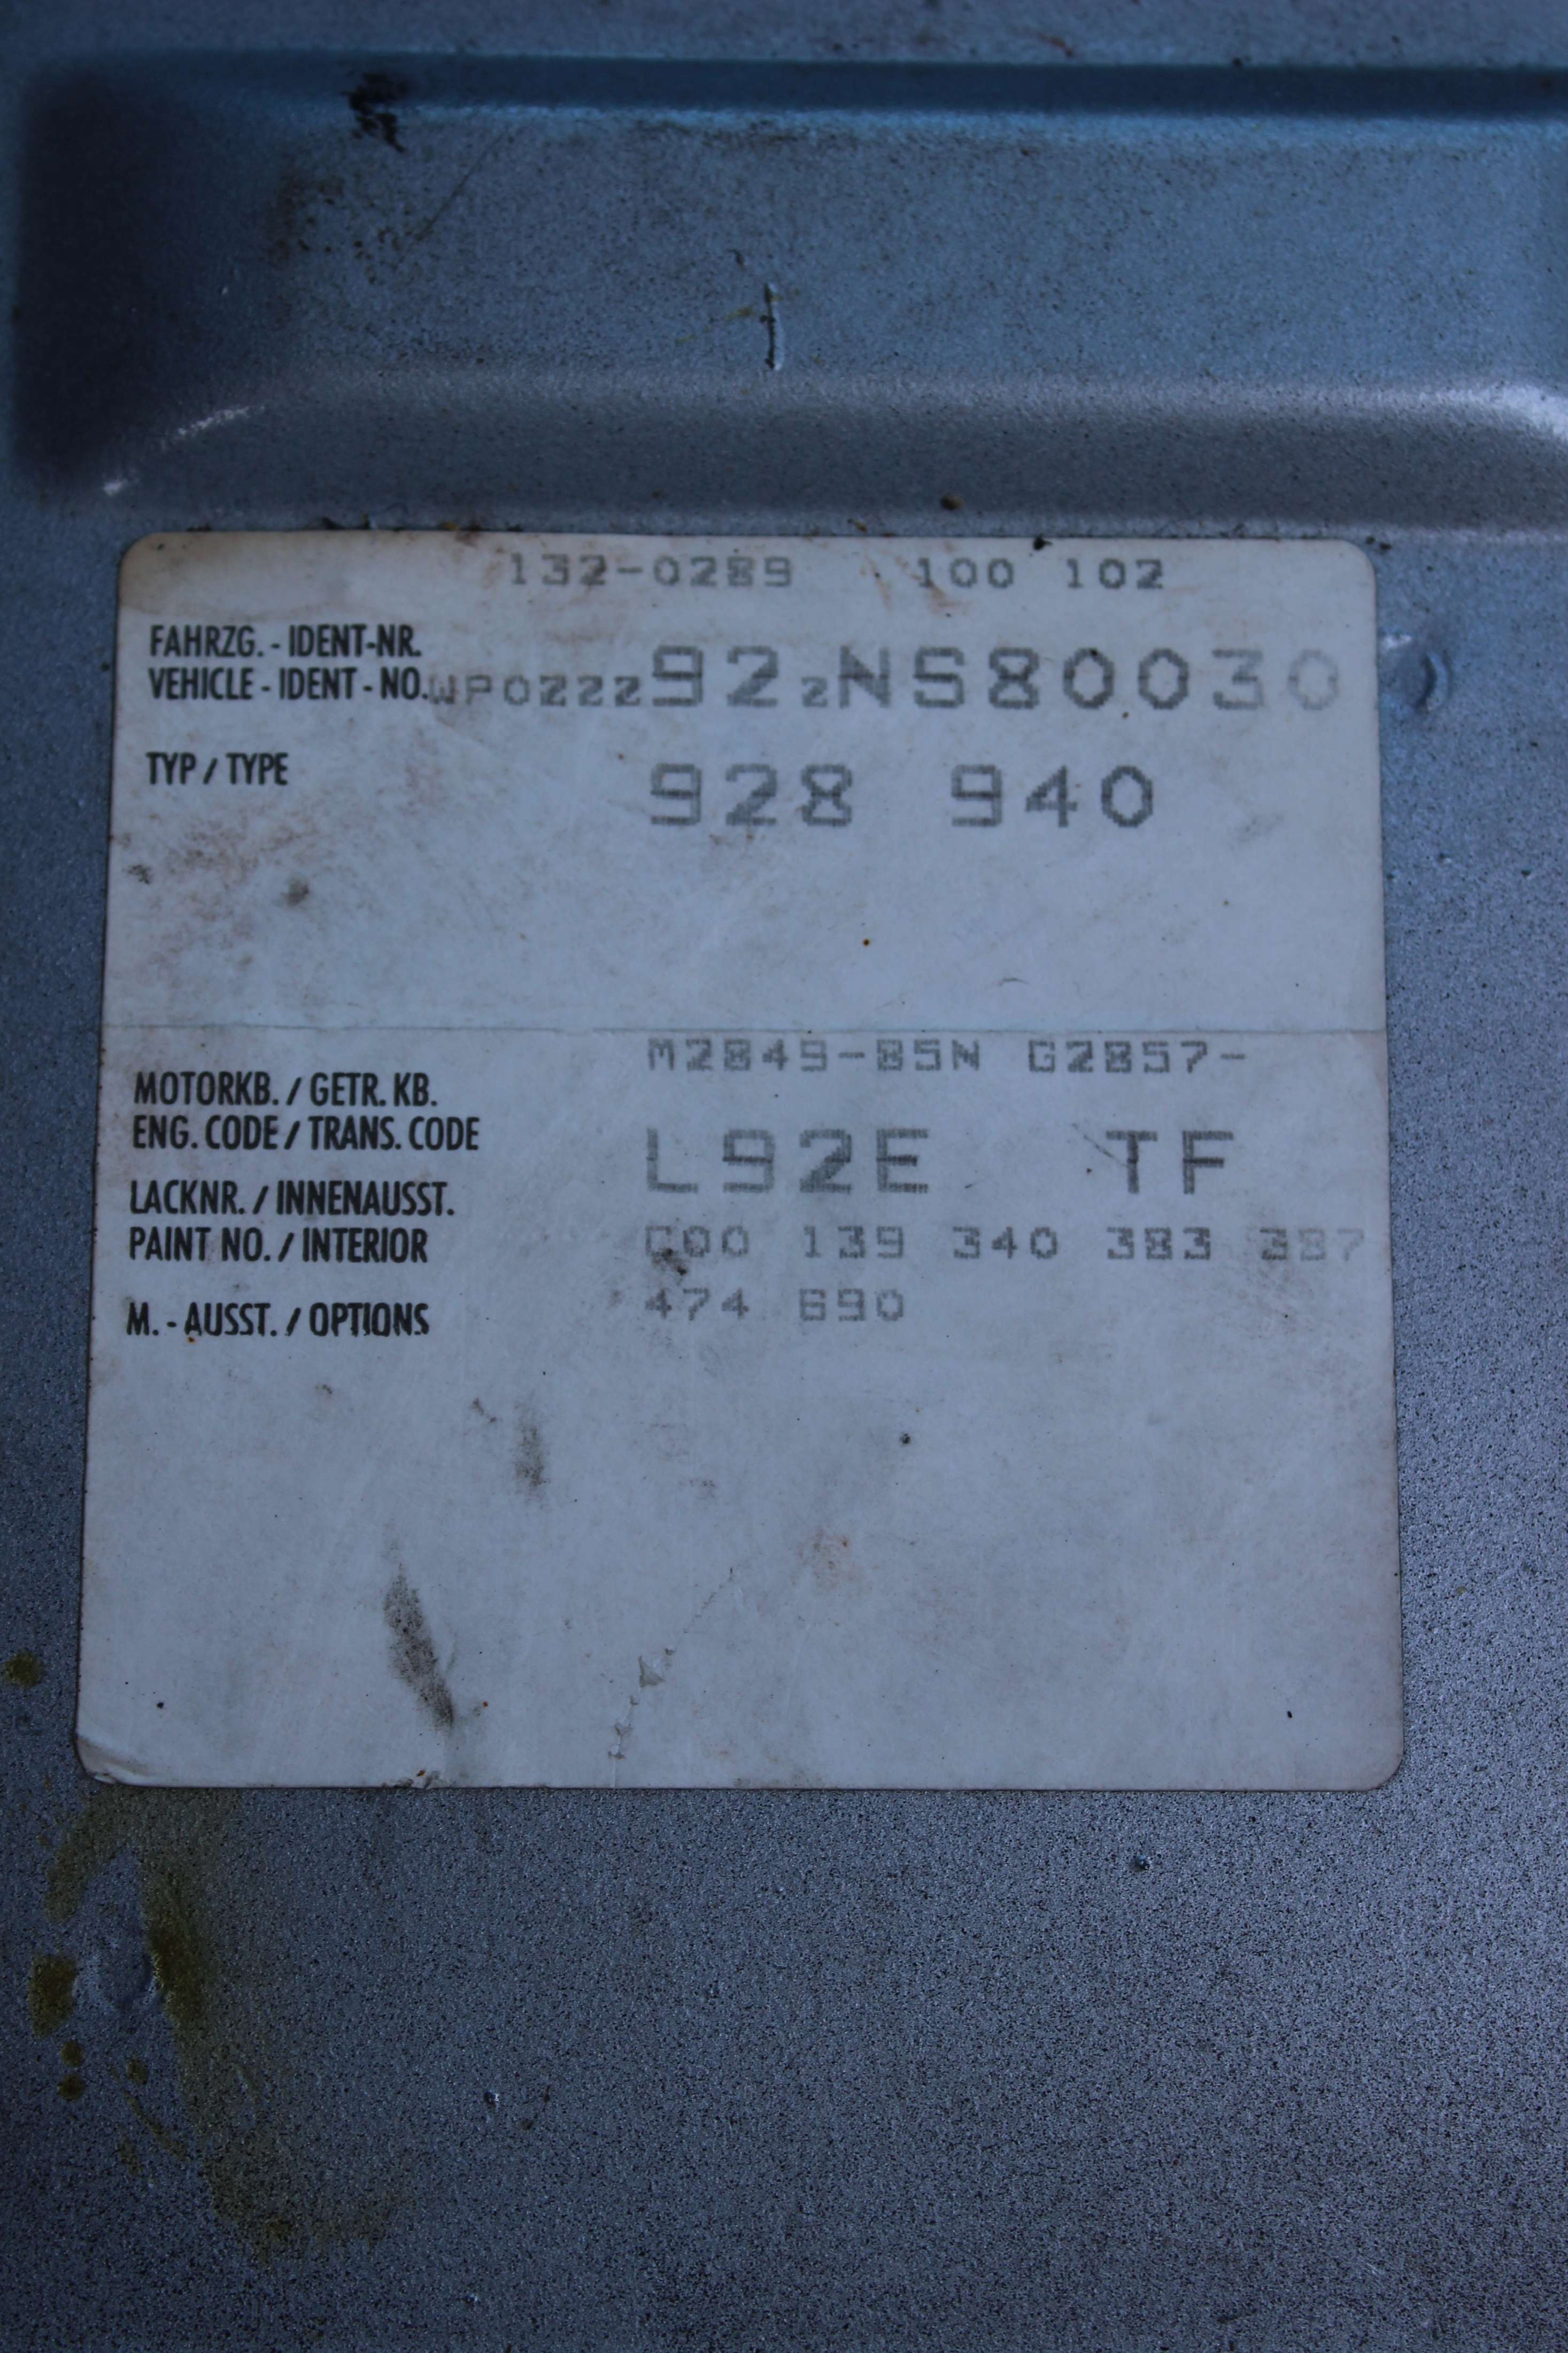 132-0289 100 102
FAHRZG. - IDENT-NR.
VEHICLE - IDENT - NO. WP0ZZZ92ZNS80030
TYP / TYPE 928 940
M2849-85N G2857-
MOTORKB. / GETR. KB.
ENG. CODE / TRANS. CODE L92E TF
LACKNR. / INNENAUSST.
PAINT NO. / INTERIOR C00 139 340 383 387
M. - AUSST. / OPTIONS 474 690